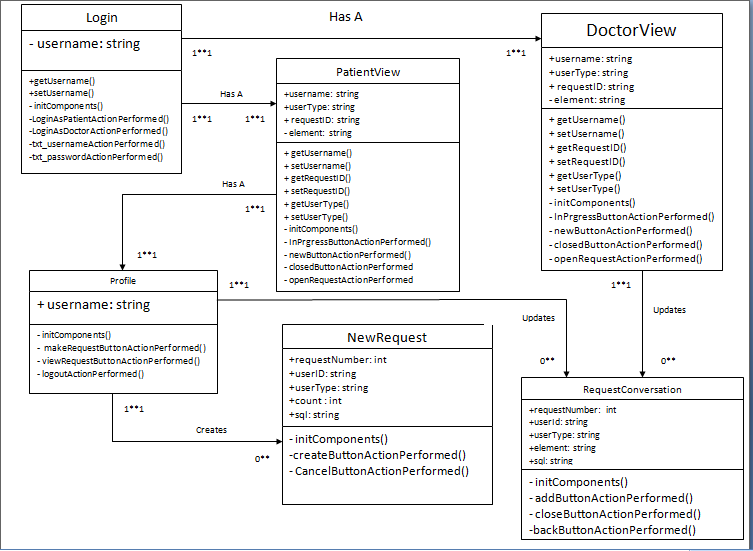 Login
- username: string
+getUsername()
+setUsername()
- initComponents()
-LoginAsPatientActionPerformed()
-LoginAsDoctorActionPerformed()
-txt_usernameActionPerformed()
-txt_passwordActionPerformed()
Has A
1**1
1**1
DoctorView
+username: string
+userType: string
+ requestID: string
- element: string
+ getUsername()
+ setUsername()
+ getRequestID()
+ setRequestID()
+ getUserType()
+ setUserType()
- initComponents()
- InPrgressButtonActionPerformed()
- newButtonActionPerformed()
- closedButtonActionPerformed()
- openRequestActionPerformed()
Has A
1**1
1**1
PatientView
+username: string
+userType: string
+ requestID: string
- element: string
+ getUsername()
+ setUsername()
+ getRequestID()
+ setRequestID()
+ getUserType()
+ setUserType()
- initComponents()
- InPrgressButtonActionPerformed()
- newButtonActionPerformed()
- closedButtonActionPerformed
- openRequestActionPerformed
Has A
1**1
1**1
Profile
+ username: string
- initComponents()
- makeRequestButtonActionPerformed()
- viewRequestButtonActionPerformed()
- logoutActionPerformed()
1**1
Updates
0**
1**1
Updates
0**
1**1
Creates
0**
NewRequest
+requestNumber: int
+userID: string
+userType: string
+count : int
+sql: string
- initComponents()
-createButtonActionPerformed()
- CancelButtonActionPerformed()
RequestConversation
+requestNumber: int
+userId: string
+userType: string
+element: string
+sql: string
- initComponents()
- addButtonActionPerformed()
- closeButtonActionPerformed()
-backButtonActionPerformed()